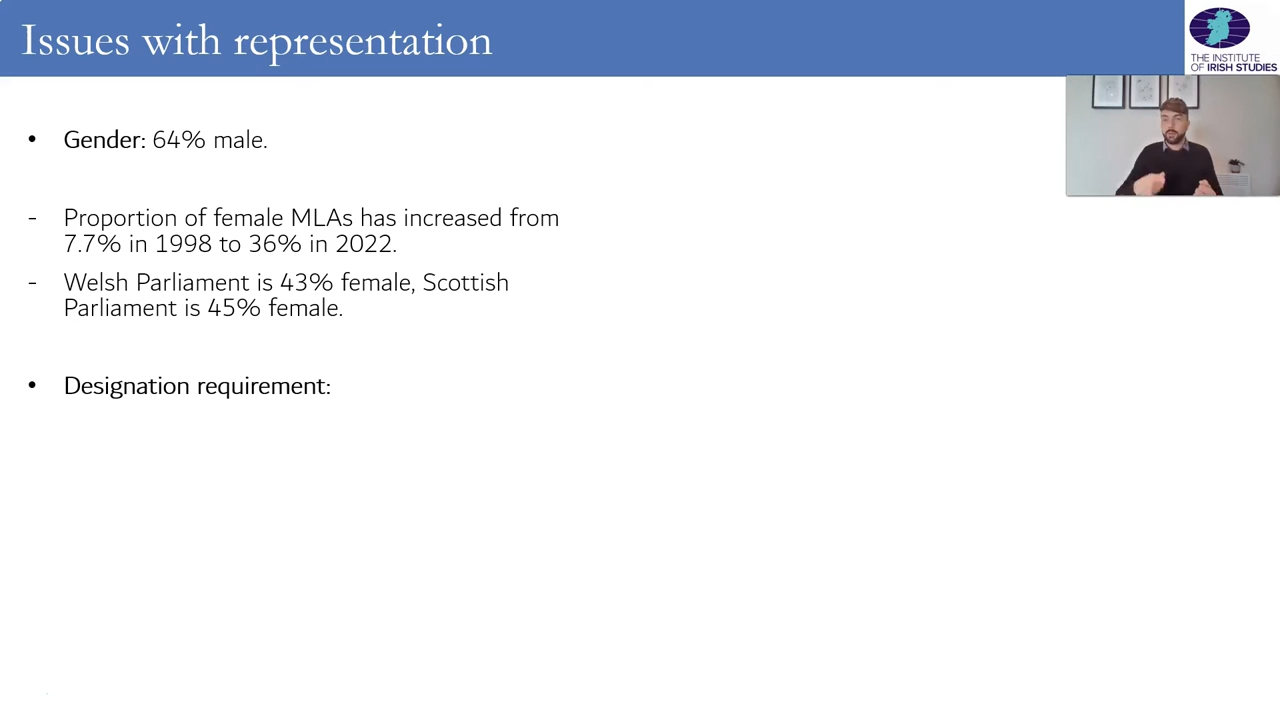 Issues with representation
THE INSTITUTE
OF IRISH STUDIES
• Gender: 64% male.
- Proportion of female MLAs has increased from
7.7% in 1998 to 36% in 2022.
- Welsh Parliament is 43% female, Scottish
Parliament is 45% female.
• Designation requirement: